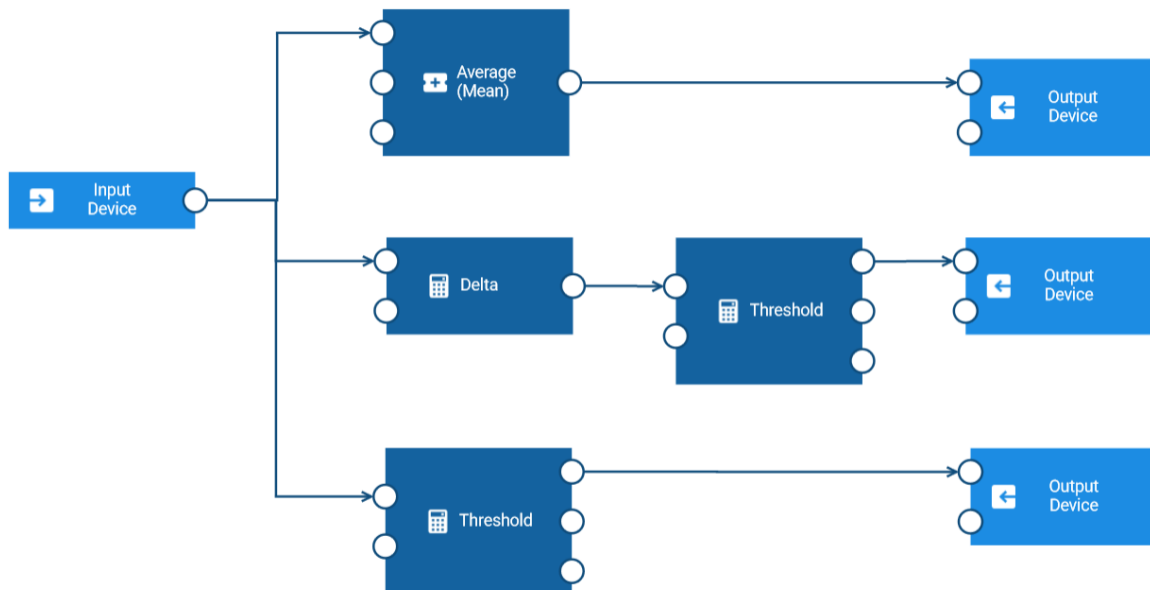 Average
(Mean)
Output
Device
Input
Device
Delta
Threshold
Output
Device
Threshold
Output
Device